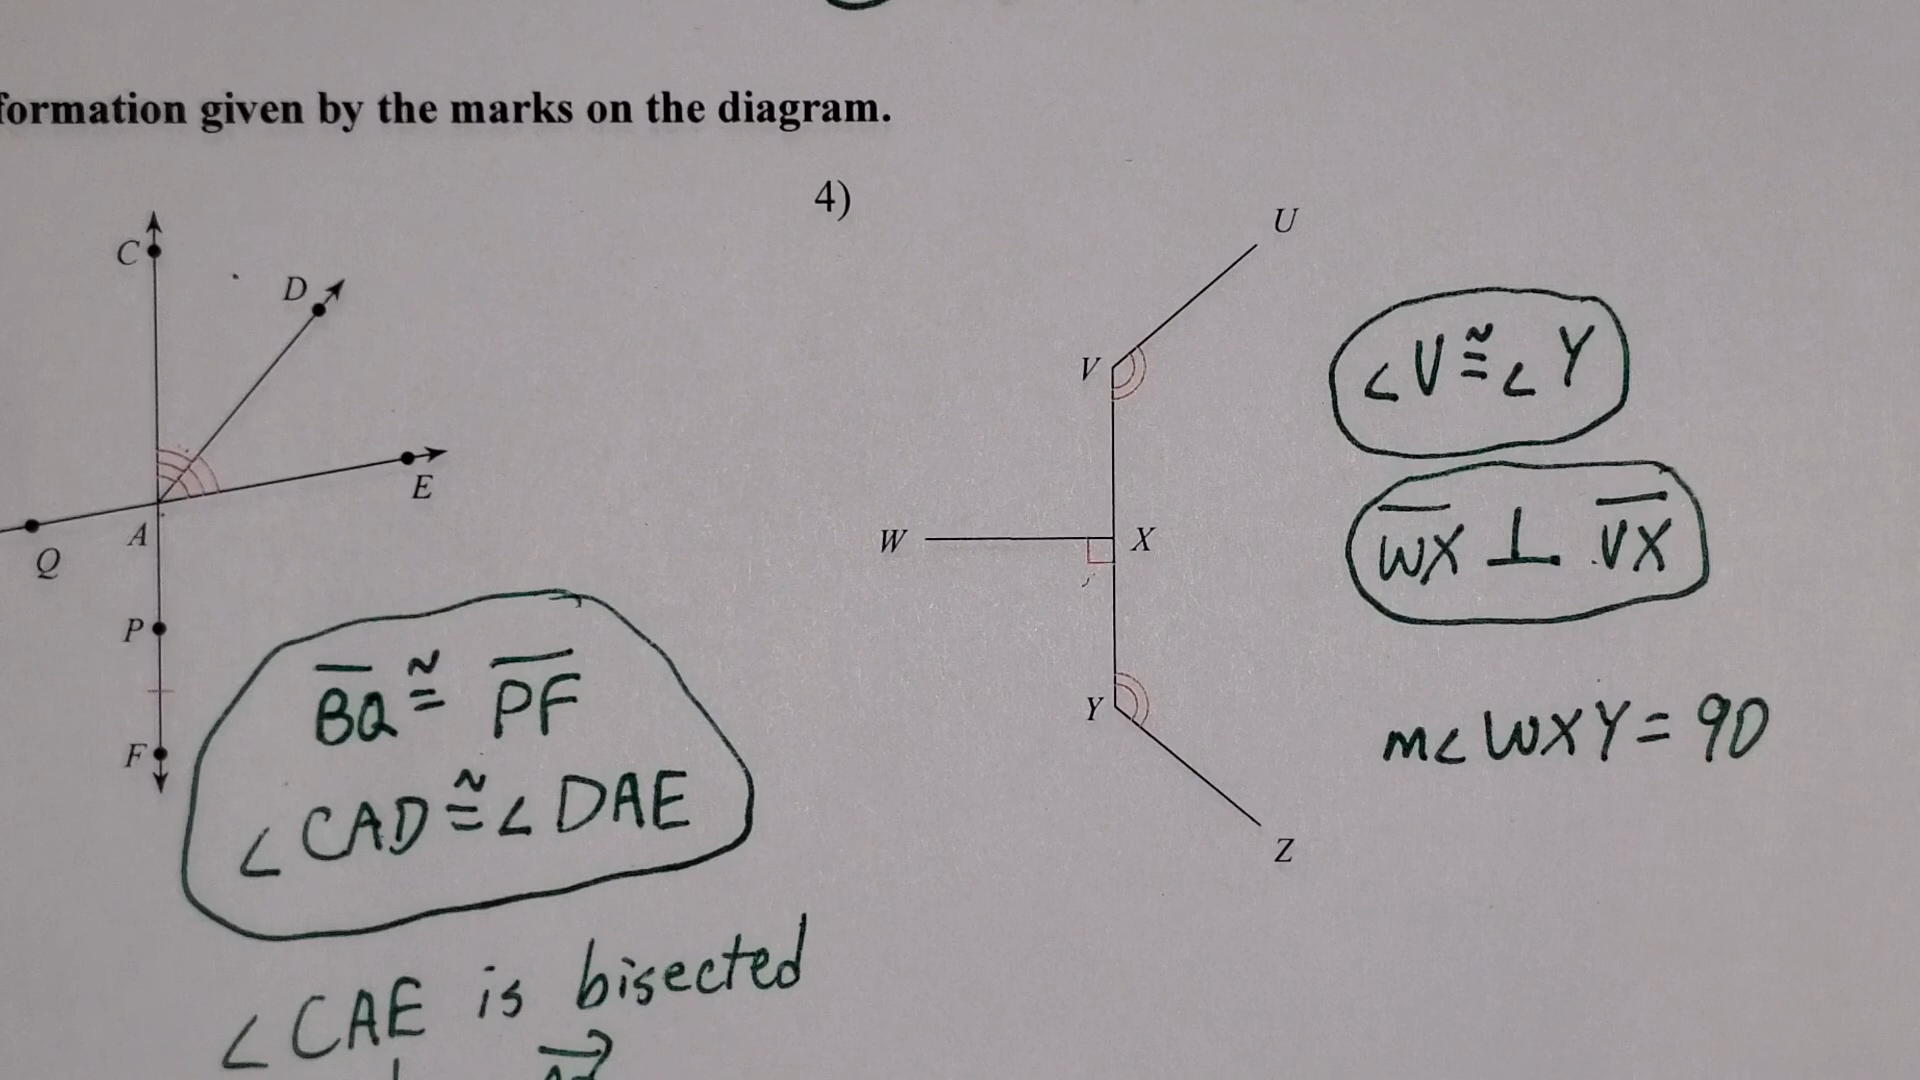 formation given by the marks on the diagram.
C
D
E
A
Q
P
F
BQ ≅ PF
∠CAD ≅ ∠DAE
∠CAE is bisected
4)
U
V
W
X
Y
Z
∠V ≅ ∠Y
WX ⊥ VX
m∠WXY = 90